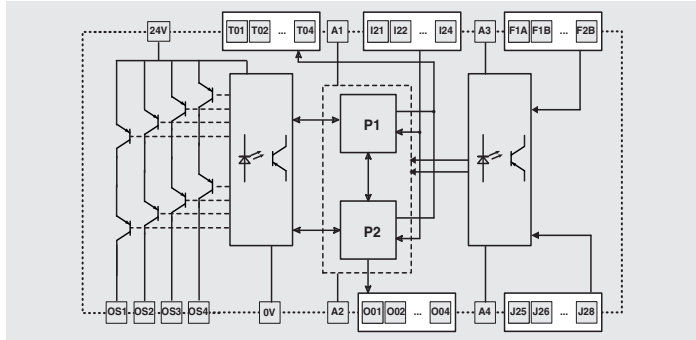 24V T01 T02 ... T04 A1 I21 I22 ... I24 A3 F1A F1B ... F2B
P1
P2
OS1 OS2 OS3 OS4 0V A2 O01 O02 ... O04 A4 J25 J26 ... J28